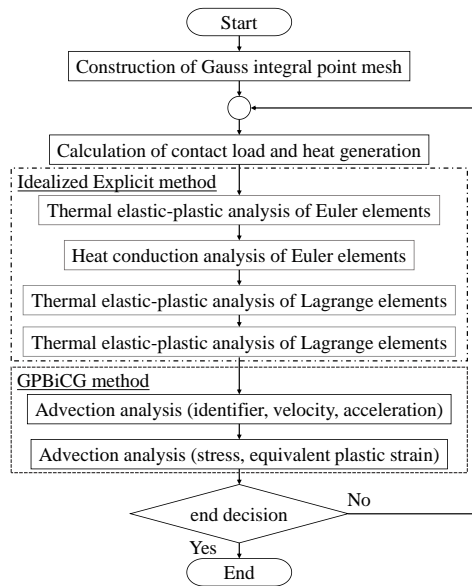 Start
Construction of Gauss integral point mesh
Calculation of contact load and heat generation
Idealized Explicit method
Thermal elastic-plastic analysis of Euler elements
Heat conduction analysis of Euler elements
Thermal elastic-plastic analysis of Lagrange elements
Thermal elastic-plastic analysis of Lagrange elements
GPBiCG method
Advection analysis (identifier, velocity, acceleration)
Advection analysis (stress, equivalent plastic strain)
No
end decision
Yes
End